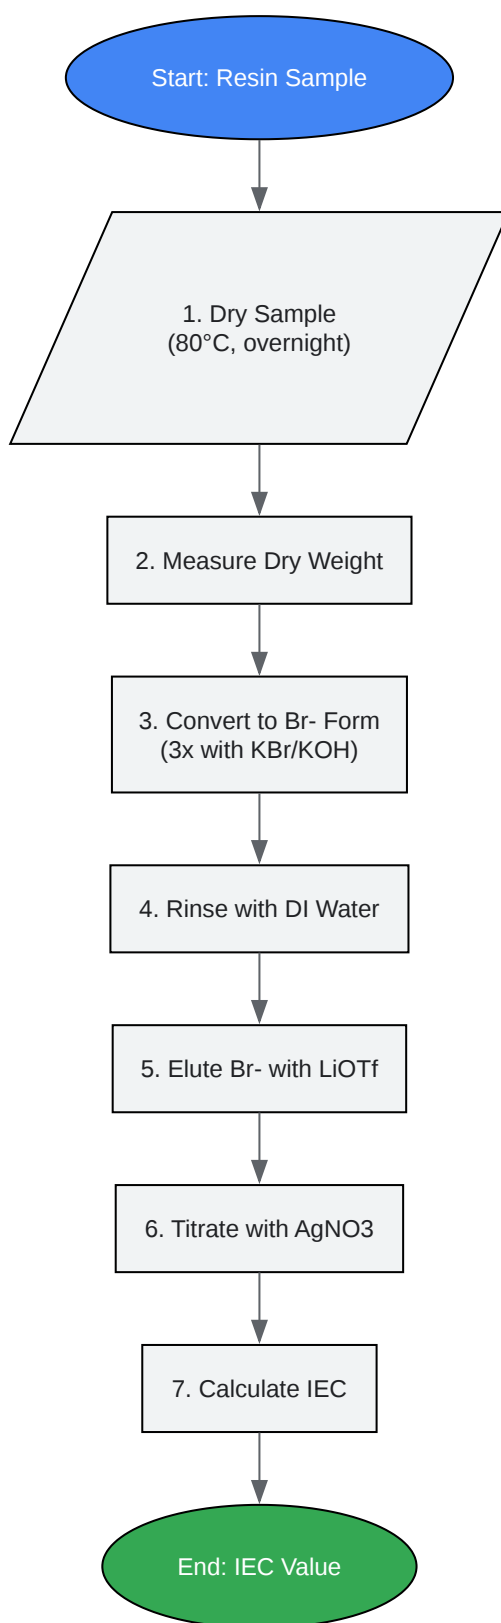 Start: Resin Sample
1. Dry Sample
(80°C, overnight)
2. Measure Dry Weight
3. Convert to Br- Form
(3x with KBr/KOH)
4. Rinse with DI Water
5. Elute Br- with LiOTf
6. Titrate with AgNO3
7. Calculate IEC
End: IEC Value